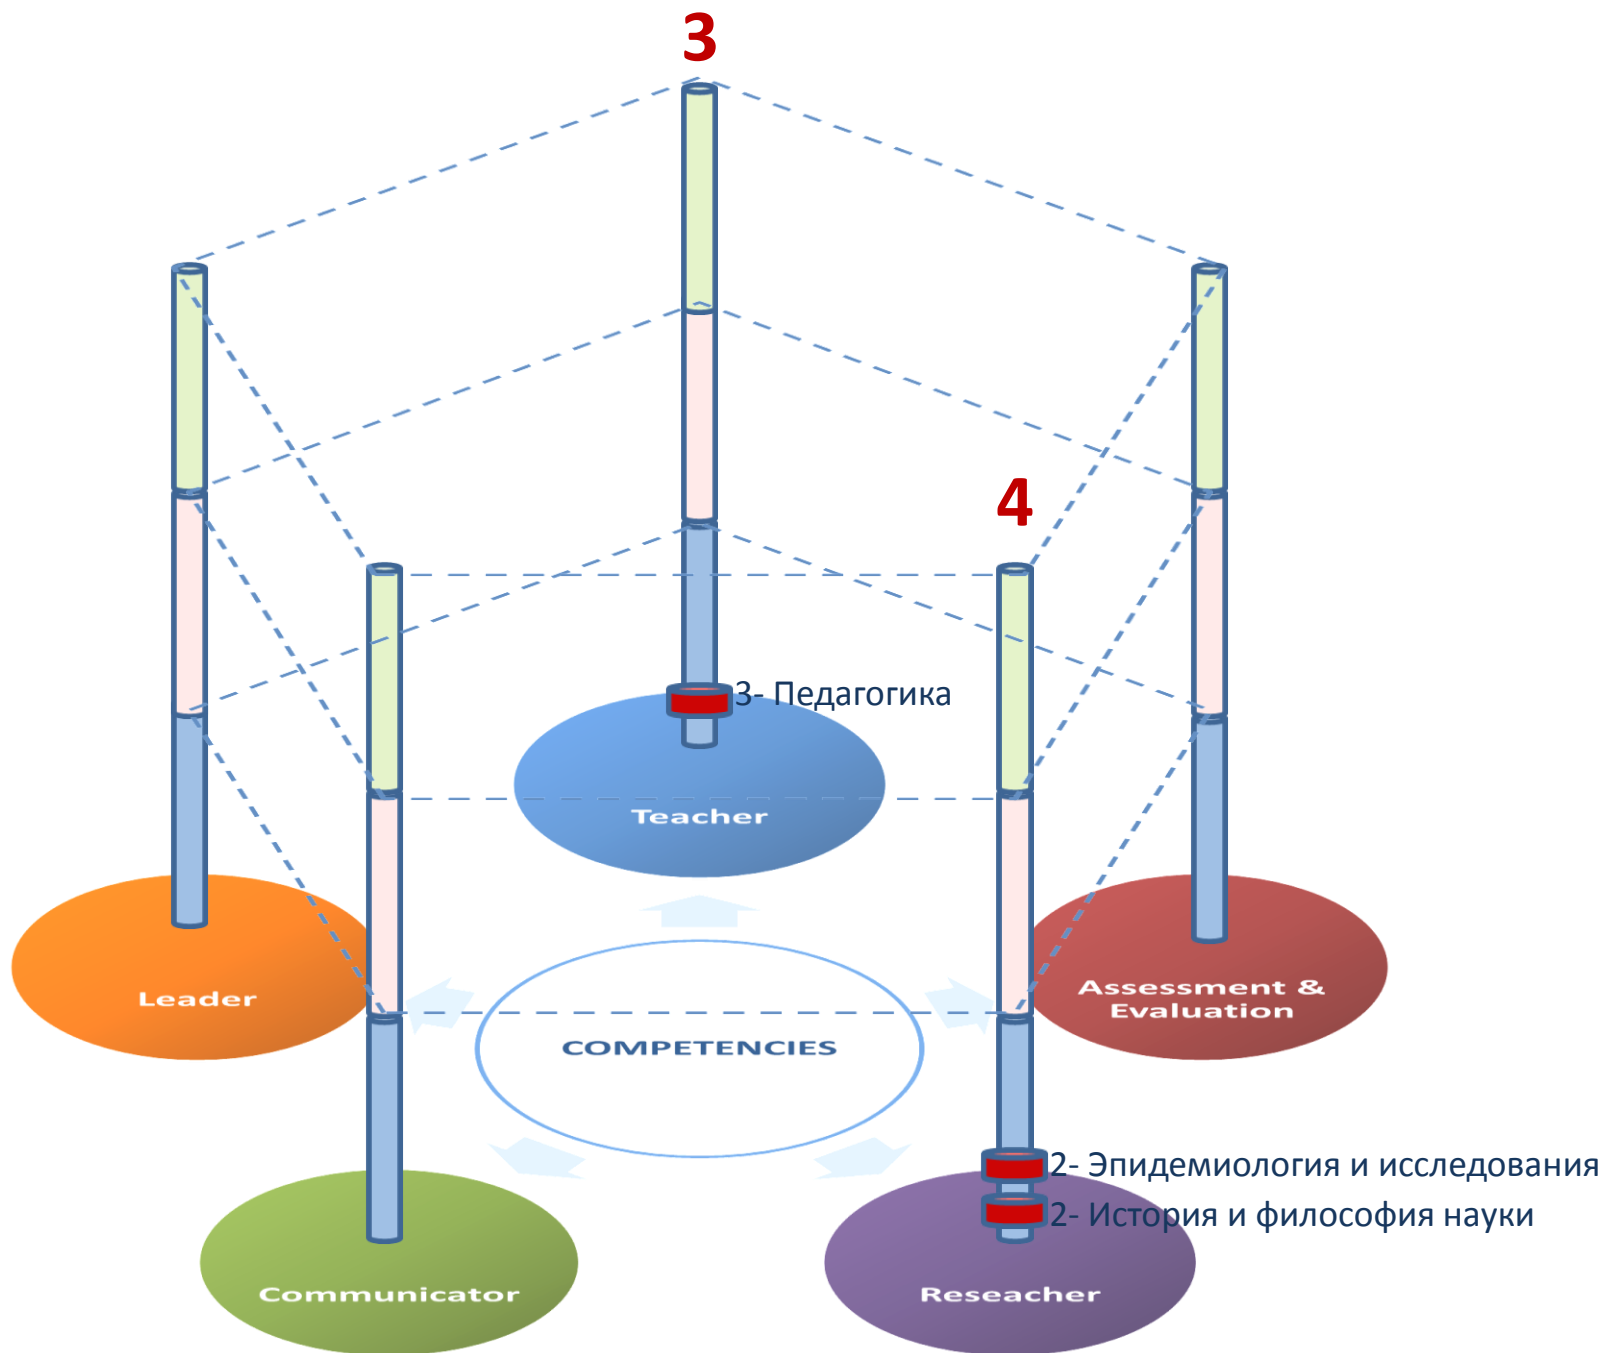 3
4
3- Педагогика
Teacher
Leader
Assessment &
Evaluation
COMPETENCIES
2- Эпидемиология и исследования
2- История и философия науки
Communicator
Reseacher